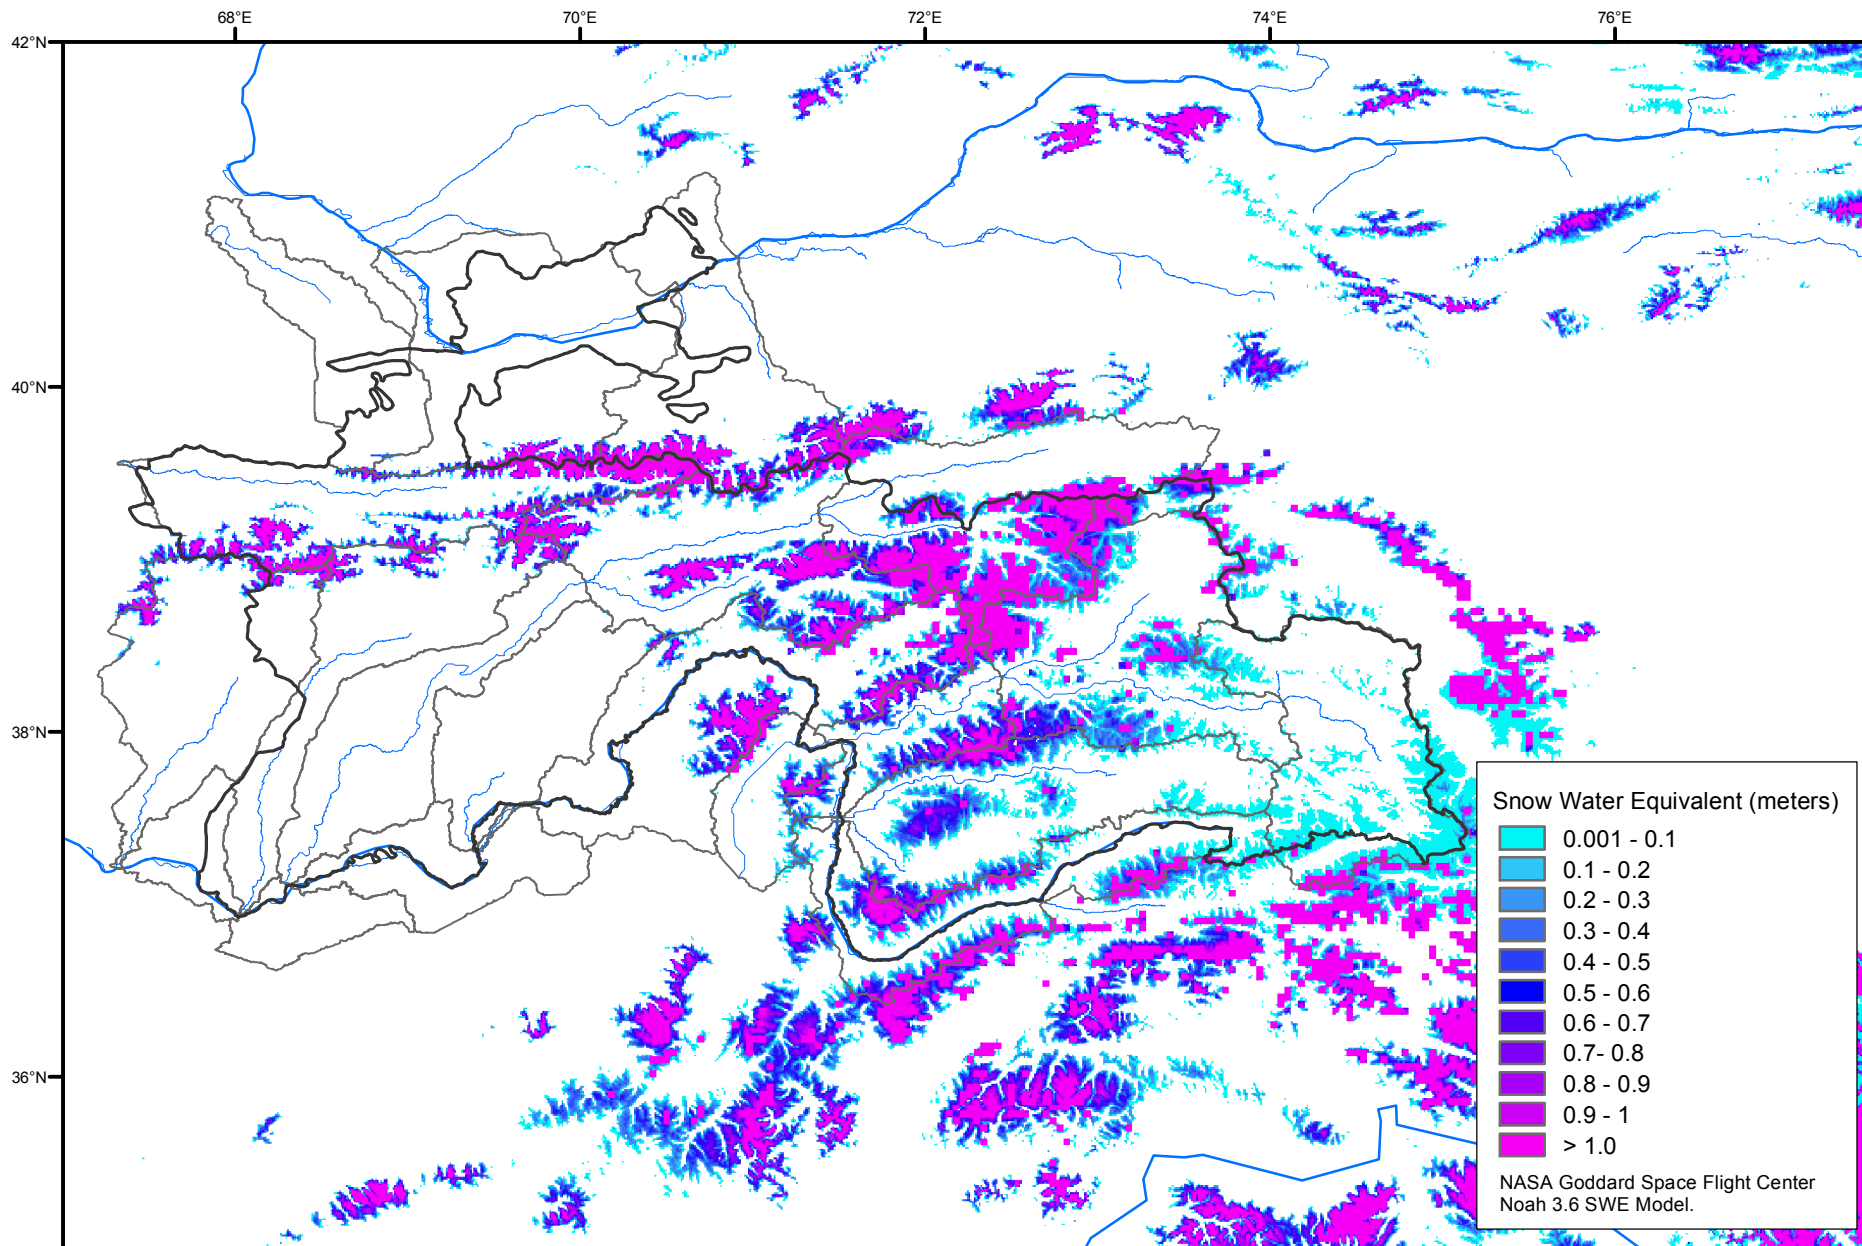 68°E 70°E 72°E 74°E 76°E
42°N
40°N
38°N
36°N
Snow Water Equivalent (meters)
0.001 - 0.1
0.1 - 0.2
0.2 - 0.3
0.3 - 0.4
0.4 - 0.5
0.5 - 0.6
0.6 - 0.7
0.7- 0.8
0.8 - 0.9
0.9 - 1
> 1.0
NASA Goddard Space Flight Center
Noah 3.6 SWE Model.